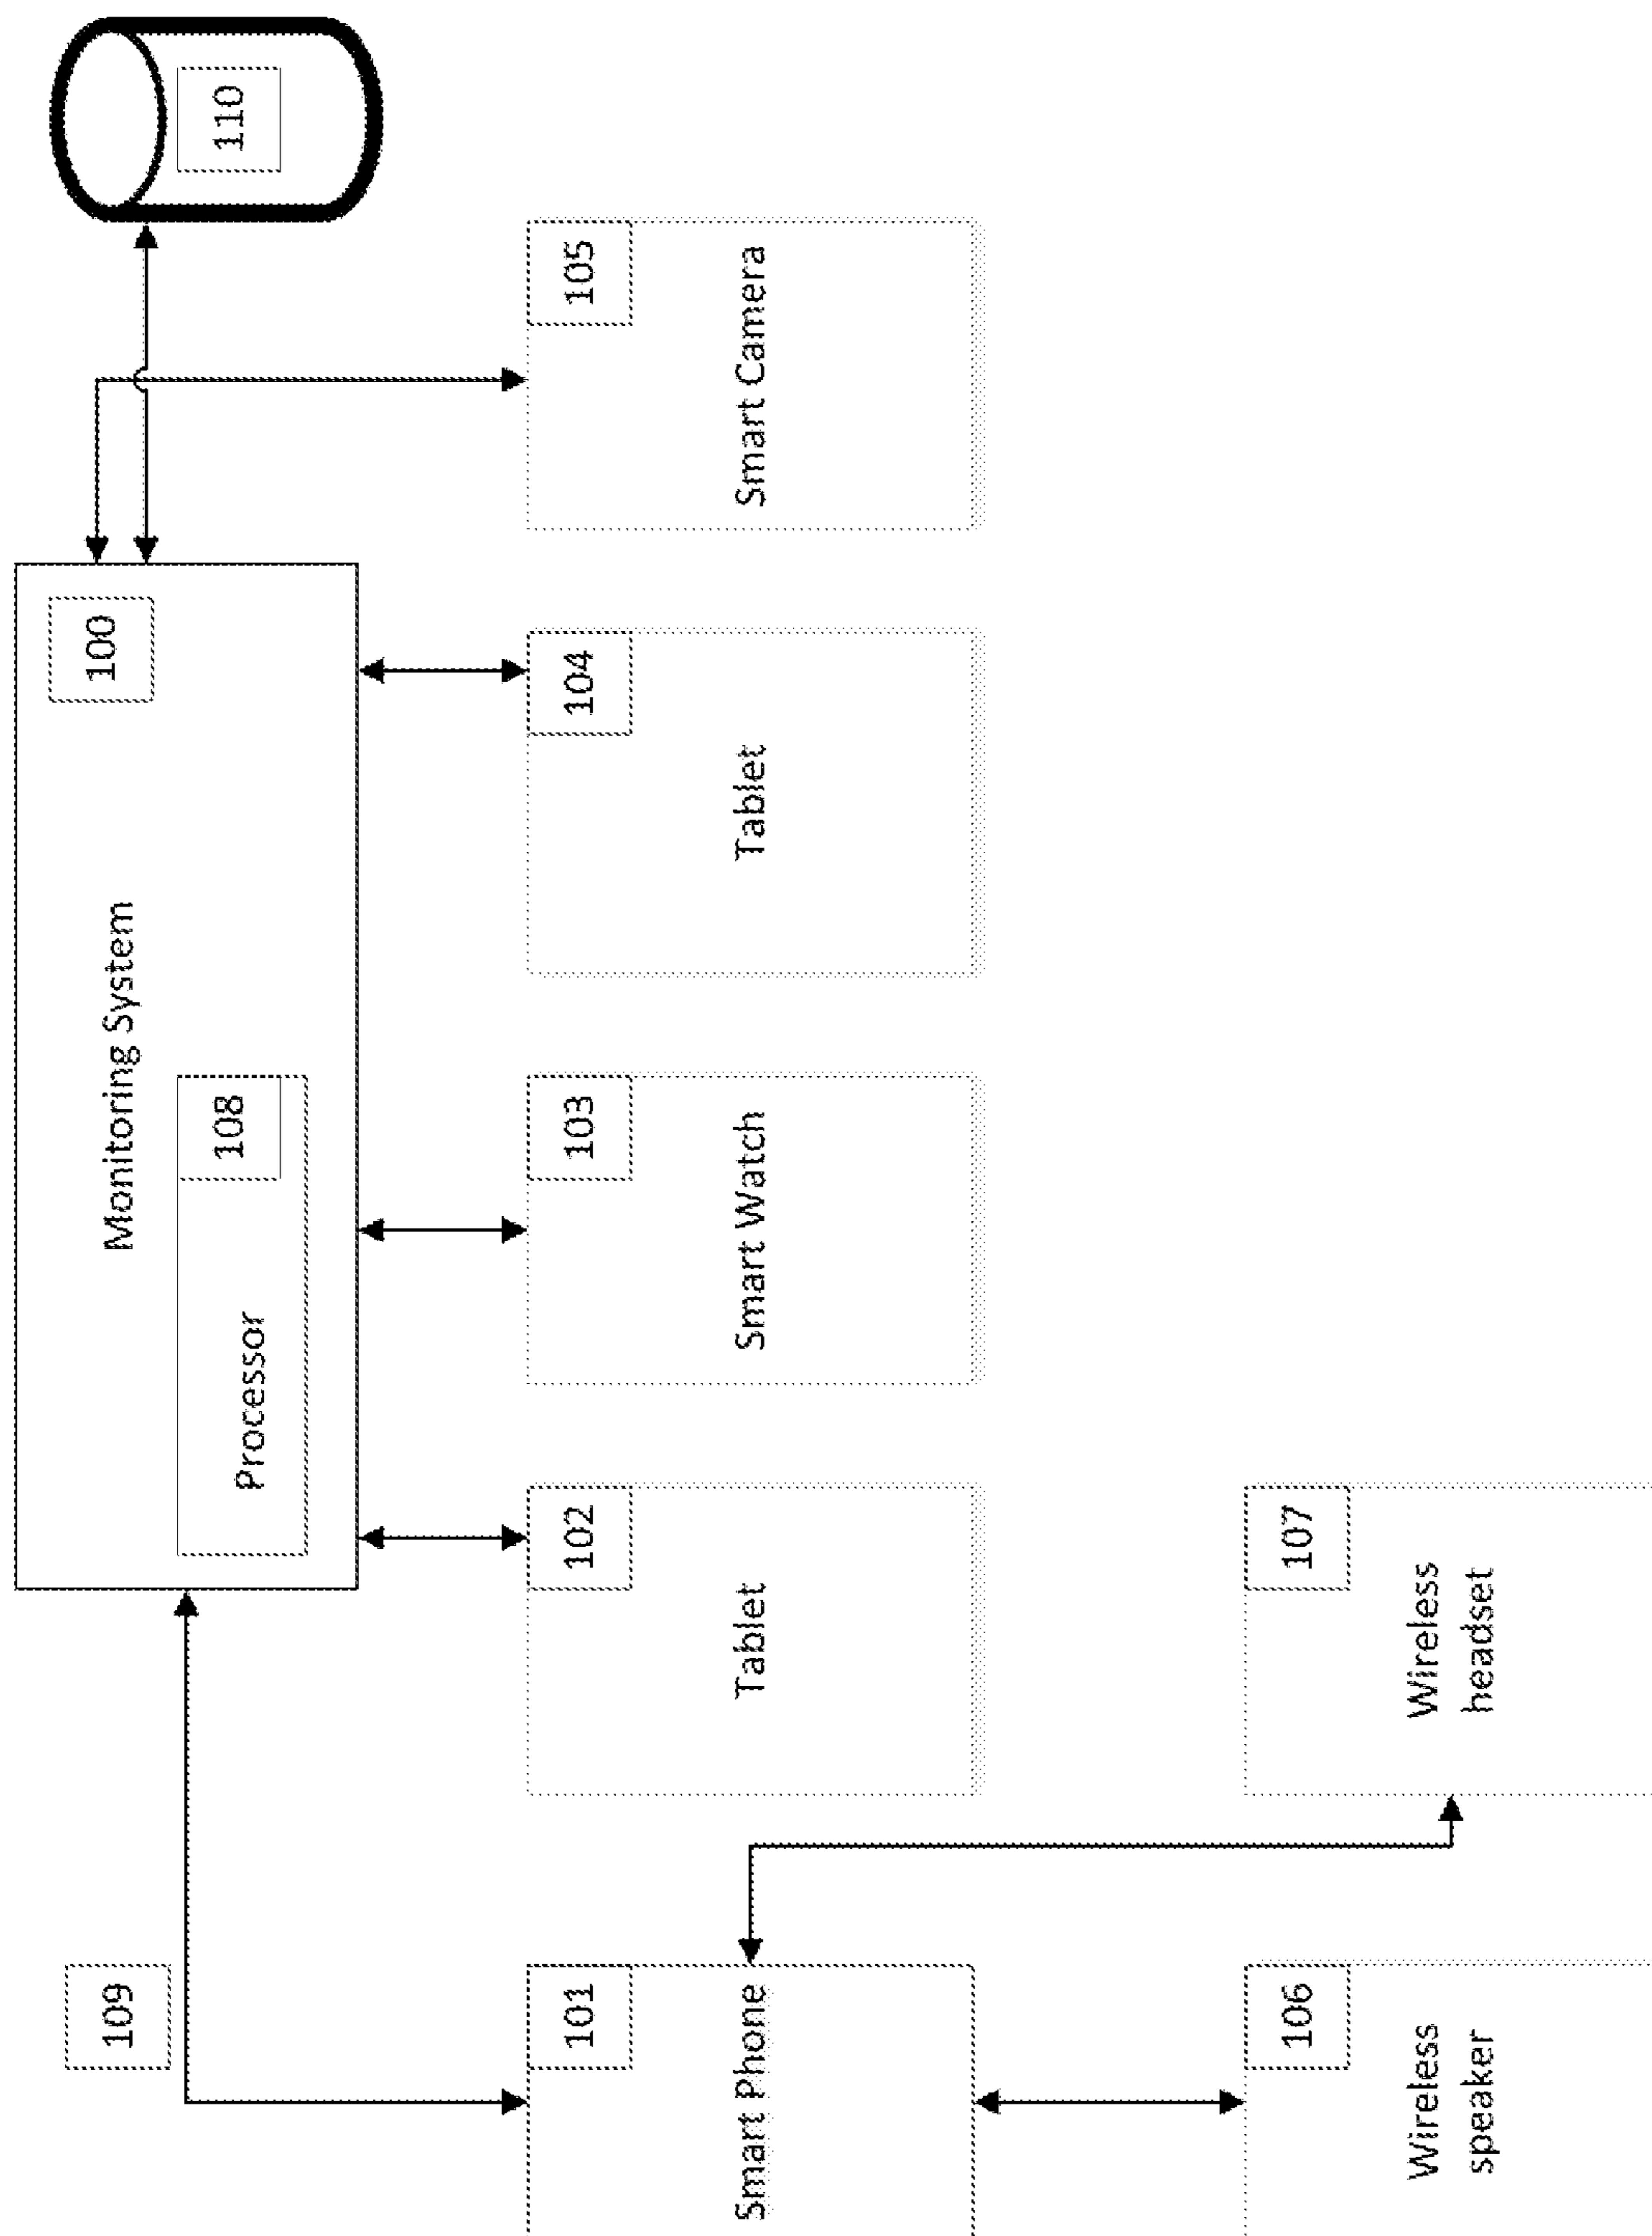 109
Monitoring System
100
Processor
108
110
101
Smart Phone
102
Tablet
103
Smart Watch
104
Tablet
105
Smart Camera
106
Wireless
speaker
107
Wireless
headset